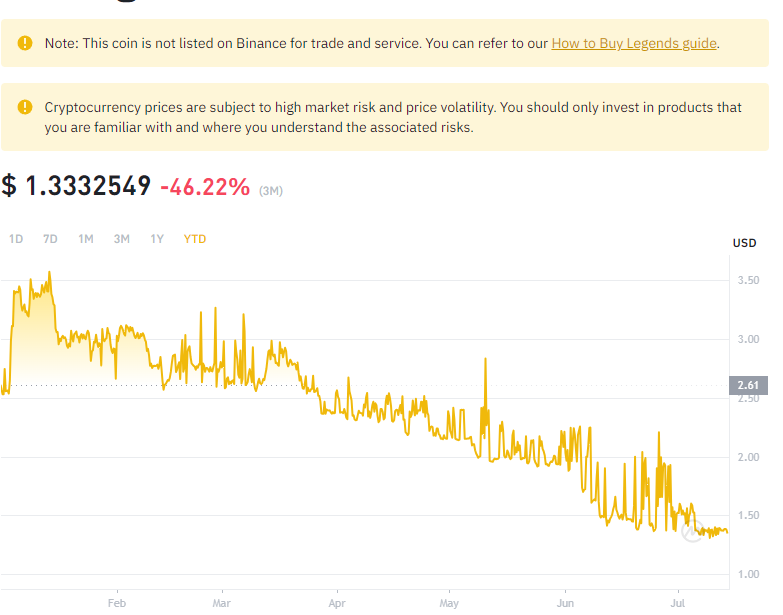 Note: This coin is not listed on Binance for trade and service. You can refer to our How to Buy Legends guide.
Cryptocurrency prices are subject to high market risk and price volatility. You should only invest in products that
you are familiar with and where you understand the associated risks.
$ 1.3332549 -46.22% (3M)
1D 7D 1M 3M 1Y YTD
USD
3.50
3.00
2.61
2.50
2.00
1.50
1.00
Feb Mar Apr May Jun Jul